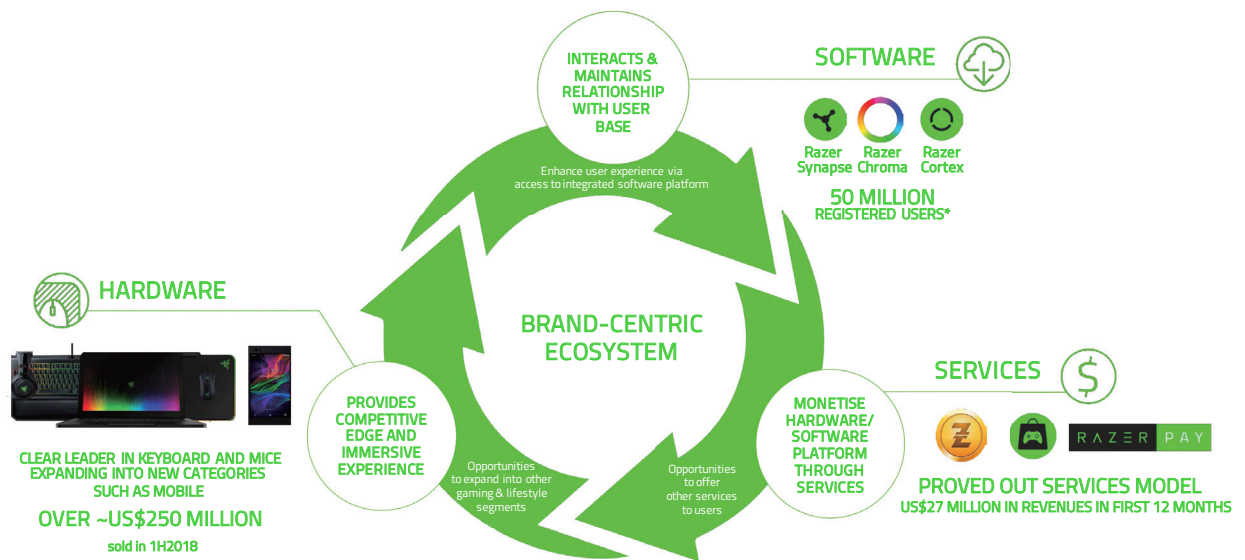 INTERACTS &
MAINTAINS
RELATIONSHIP
WITH USER
BASE
SOFTWARE
Razer
Synapse
Razer
Chroma
Razer
Cortex
50 MILLION
REGISTERED USERS*
Enhance user experience via
access to integrated software platform
HARDWARE
BRAND-CENTRIC
ECOSYSTEM
SERVICES
$
PROVIDES
COMPETITIVE
EDGE AND
IMMERSIVE
EXPERIENCE
MONETISE
HARDWARE/
SOFTWARE
PLATFORM
THROUGH
SERVICES
RAZER PAY
CLEAR LEADER IN KEYBOARD AND MICE
EXPANDING INTO NEW CATEGORIES
SUCH AS MOBILE
OVER ~US$250 MILLION
sold in 1H2018
Opportunities
to expand into other
gaming & lifestyle
segments
Opportunities
to offer
other services
to users
PROVED OUT SERVICES MODEL
US$27 MILLION IN REVENUES IN FIRST 12 MONTHS